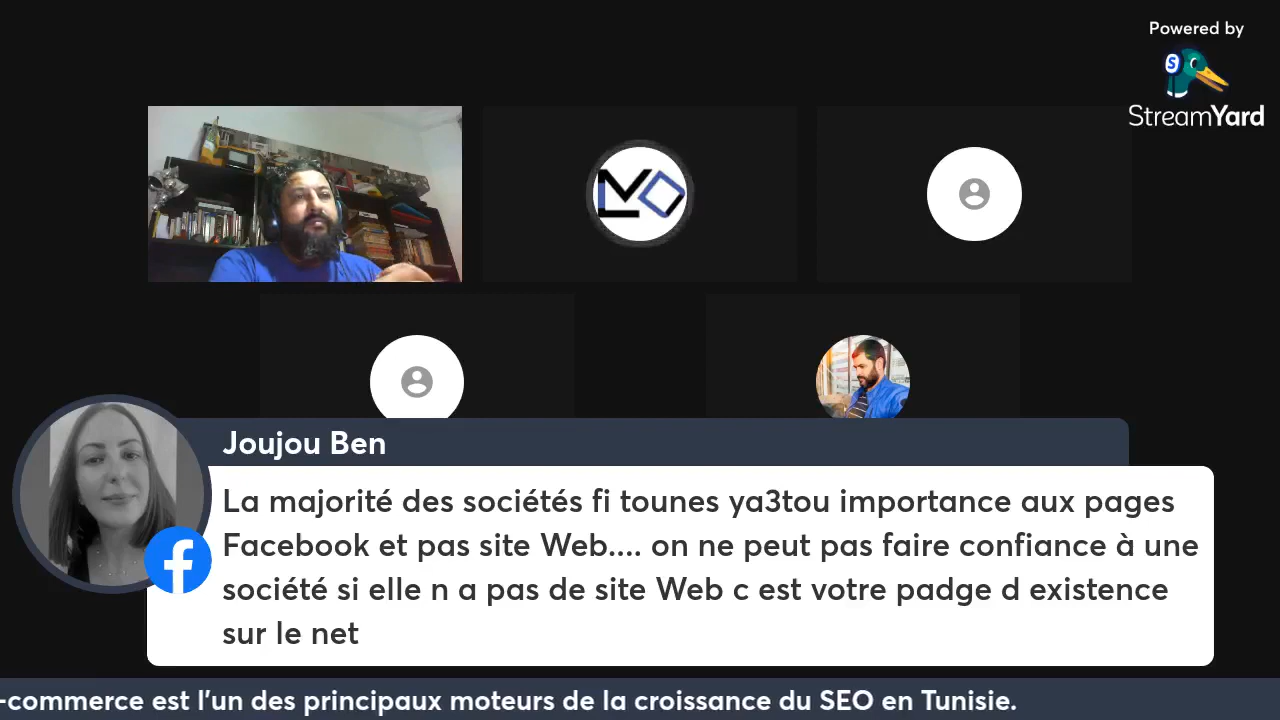 Powered by
S
StreamYard
Joujou Ben
La majorité des sociétés fi tounes ya3tou importance aux pages
Facebook et pas site Web.... on ne peut pas faire confiance à une
société si elle n a pas de site Web c est votre padge d existence
sur le net
-commerce est l'un des principaux moteurs de la croissance du SEO en Tunisie.